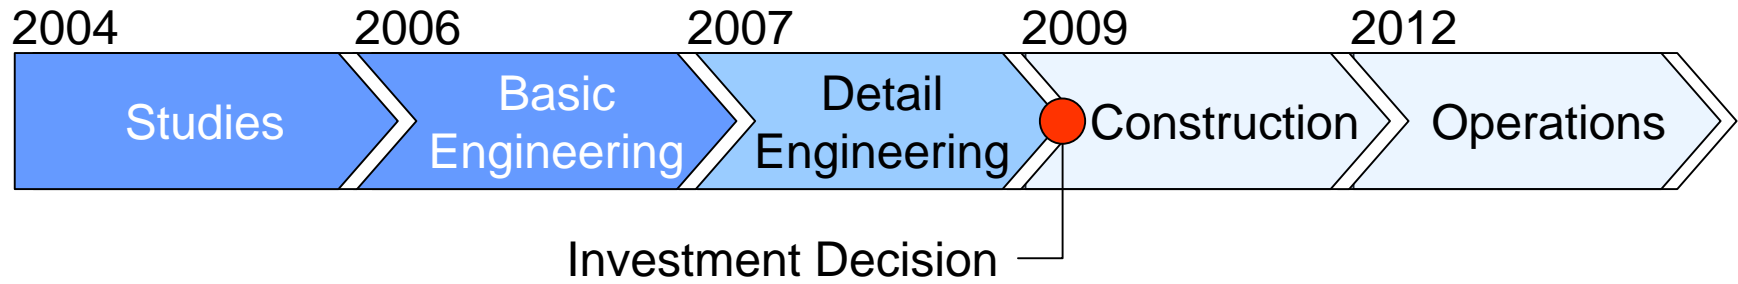 2004 2006 2007 2009 2012
Studies
Basic
Engineering
Detail
Engineering
Construction
Operations
Investment Decision